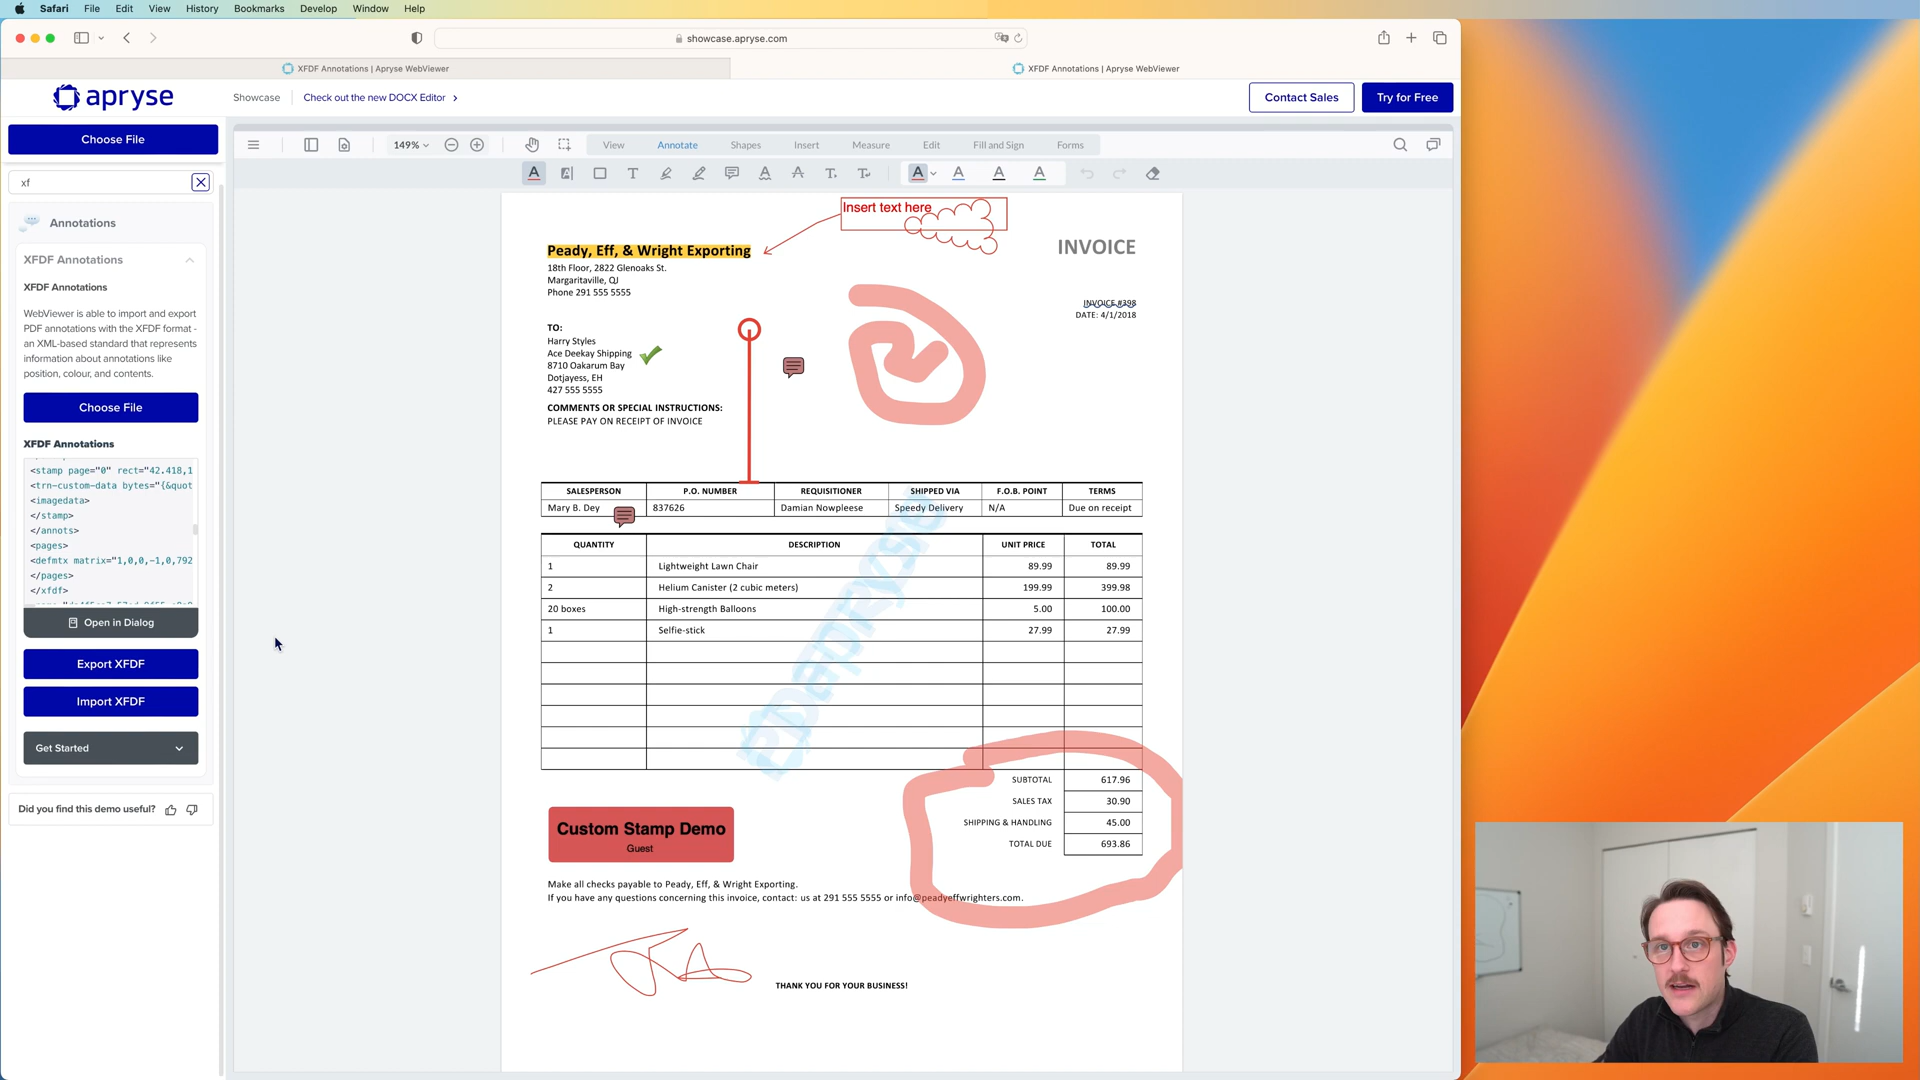 Safari File Edit View History Bookmarks Develop Window Help
showcase.apryse.com
XFDF Annotations | Apryse WebViewer
XFDF Annotations | Apryse WebViewer
apryse
Showcase
Check out the new DOCX Editor
Contact Sales
Try for Free
Choose File
149%
View Annotate Shapes Insert Measure Edit Fill and Sign Forms
xf
Annotations
XFDF Annotations
XFDF Annotations
WebViewer is able to import and export
PDF annotations with the XFDF format -
an XML-based standard that represents
information about annotations like
position, colour, and contents.
Choose File
XFDF Annotations
<stamp page="0" rect="42.418,1
<trn-custom-data bytes="{&quot
<imagedata>
</stamp>
</annots>
<pages>
<defmtx matrix="1,0,0,-1,0,792
</pages>
</xfdf>
Open in Dialog
Export XFDF
Import XFDF
Get Started
Did you find this demo useful?
Insert text here
Peady, Eff, & Wright Exporting
18th Floor, 2822 Glenoaks St.
Margaritaville, QJ
Phone 291 555 5555
INVOICE
INVOICE #398
DATE: 4/1/2018
TO:
Harry Styles
Ace Deekay Shipping
8710 Oakarum Bay
Dotjayess, EH
427 555 5555
COMMENTS OR SPECIAL INSTRUCTIONS:
PLEASE PAY ON RECEIPT OF INVOICE
SALESPERSON P.O. NUMBER REQUISITIONER SHIPPED VIA F.O.B. POINT TERMS
Mary B. Dey 837626 Damian Nowpleese Speedy Delivery N/A Due on receipt
QUANTITY DESCRIPTION UNIT PRICE TOTAL
1 Lightweight Lawn Chair 89.99 89.99
2 Helium Canister (2 cubic meters) 199.99 399.98
20 boxes High-strength Balloons 5.00 100.00
1 Selfie-stick 27.99 27.99
SUBTOTAL 617.96
SALES TAX 30.90
SHIPPING & HANDLING 45.00
TOTAL DUE 693.86
Custom Stamp Demo
Guest
Make all checks payable to Peady, Eff, & Wright Exporting.
If you have any questions concerning this invoice, contact: us at 291 555 5555 or info@peadyeffwrighters.com.
THANK YOU FOR YOUR BUSINESS!